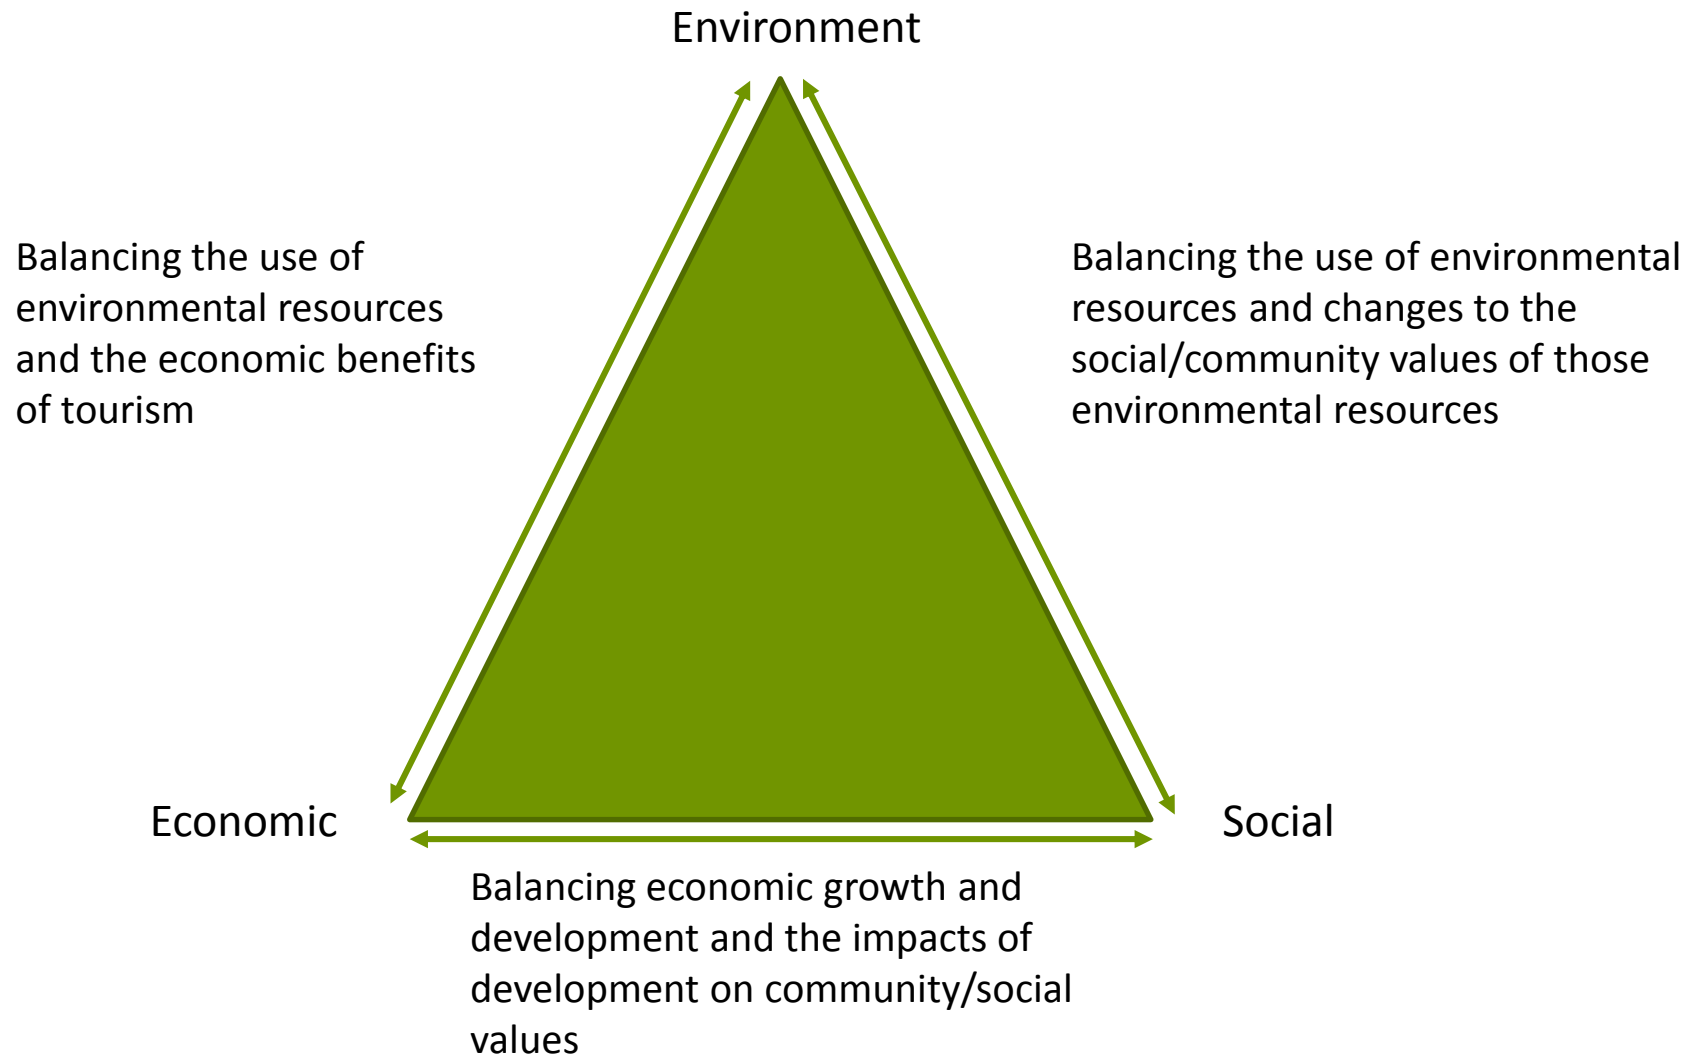 Environment
Balancing the use of
environmental resources
and the economic benefits
of tourism
Balancing the use of environmental
resources and changes to the
social/community values of those
environmental resources
Economic
Social
Balancing economic growth and
development and the impacts of
development on community/social
values